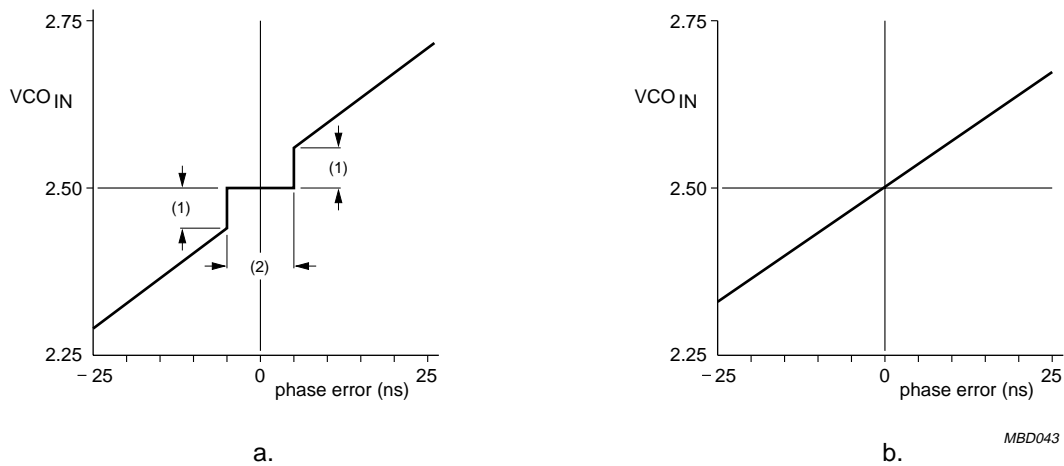 2.75
VCO IN
2.50
2.25
(1)
(1)
(2)
– 25
0
25
phase error (ns)
a.
2.75
VCO IN
2.50
2.25
– 25
0
25
phase error (ns)
b.
MBD043